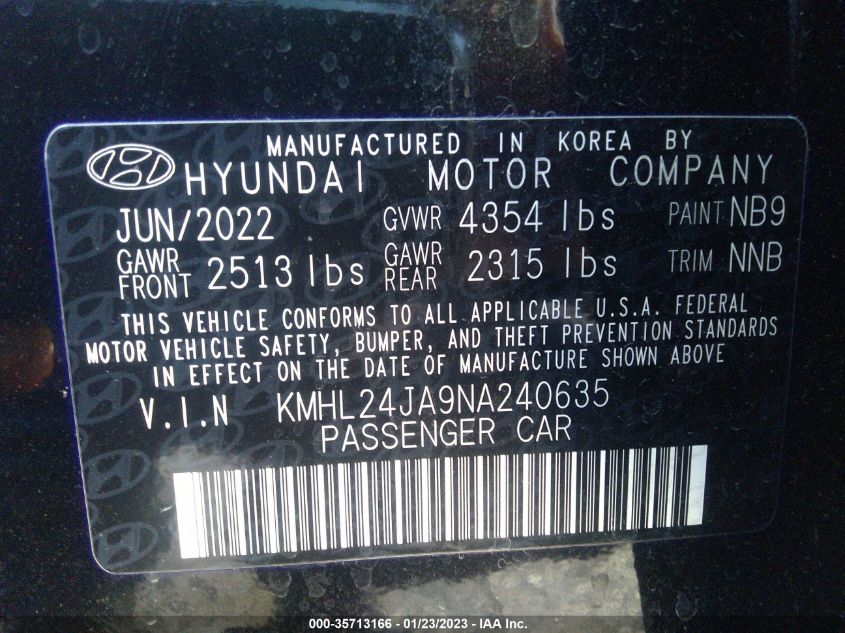 MANUFACTURED IN KOREA BY
HYUNDAI MOTOR COMPANY
JUN/2022 GVWR 4354 lbs PAINT NB9
GAWR FRONT 2513 lbs GAWR REAR 2315 lbs TRIM NNB
THIS VEHICLE CONFORMS TO ALL APPLICABLE U.S.A. FEDERAL
MOTOR VEHICLE SAFETY, BUMPER, AND THEFT PREVENTION STANDARDS
IN EFFECT ON THE DATE OF MANUFACTURE SHOWN ABOVE
V.I.N KMHL24JA9NA240635
PASSENGER CAR
000-35713166 - 01/23/2023 - IAA Inc.